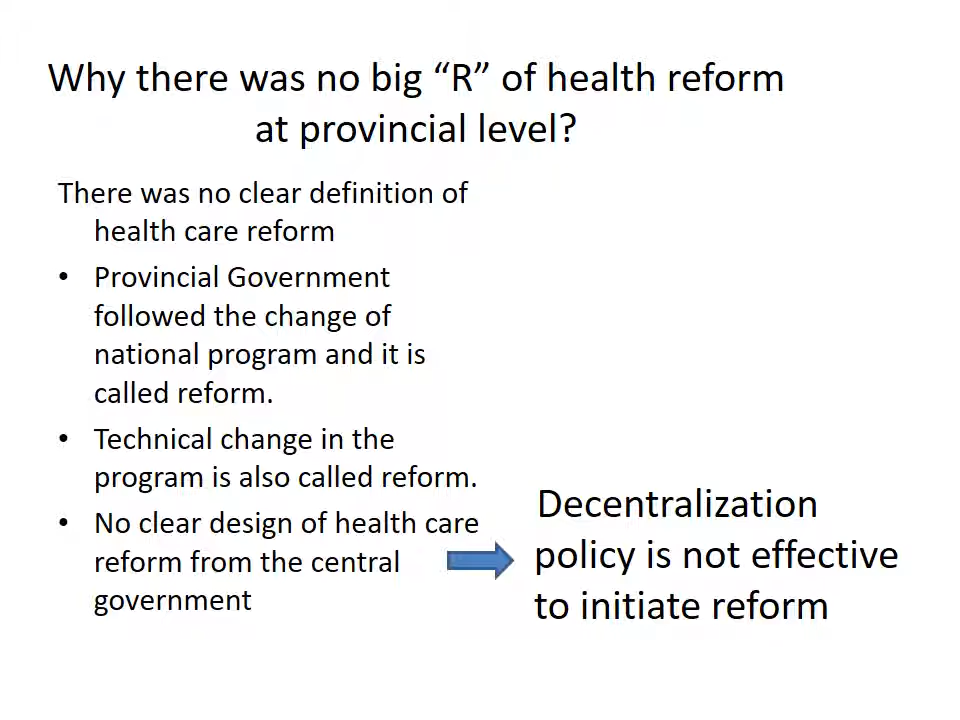 Why there was no big “R” of health reform
at provincial level?
There was no clear definition of
health care reform
• Provincial Government
followed the change of
national program and it is
called reform.
• Technical change in the
program is also called reform.
• No clear design of health care
reform from the central
government
Decentralization
policy is not effective
to initiate reform